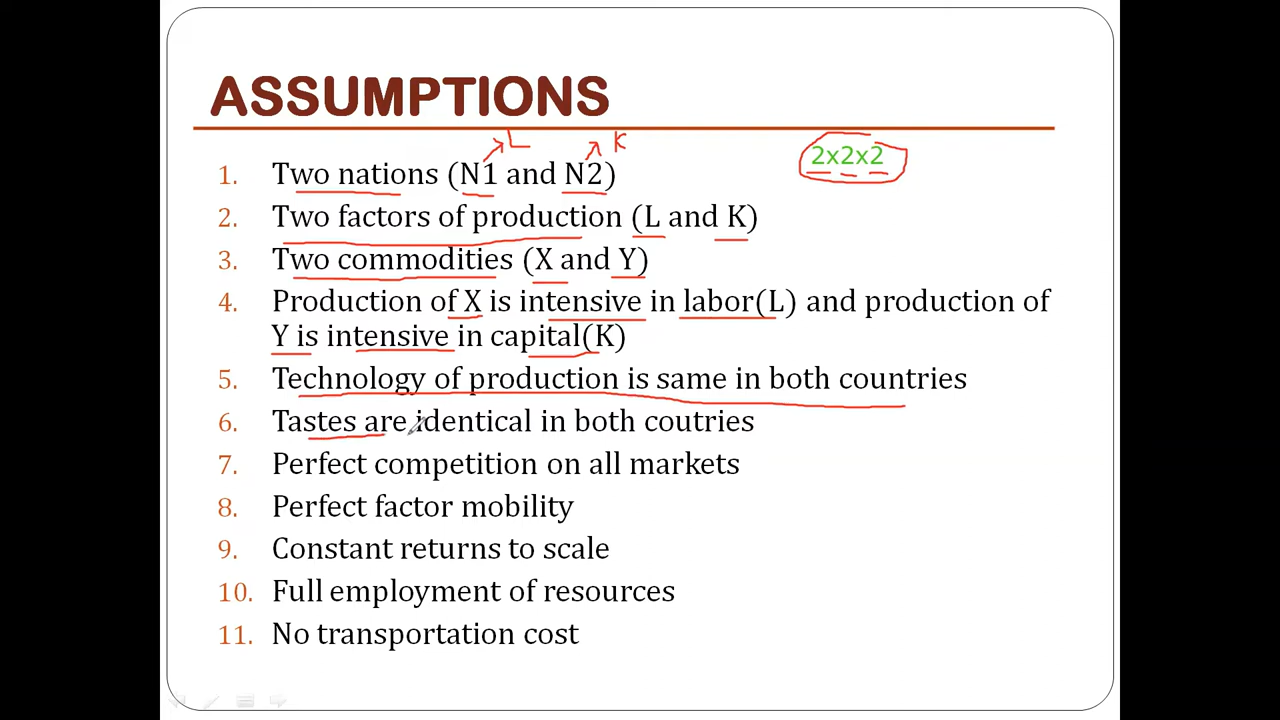 ASSUMPTIONS
L K
2x2x2
1. Two nations (N1 and N2)
2. Two factors of production (L and K)
3. Two commodities (X and Y)
4. Production of X is intensive in labor(L) and production of
Y is intensive in capital(K)
5. Technology of production is same in both countries
6. Tastes are identical in both coutries
7. Perfect competition on all markets
8. Perfect factor mobility
9. Constant returns to scale
10. Full employment of resources
11. No transportation cost